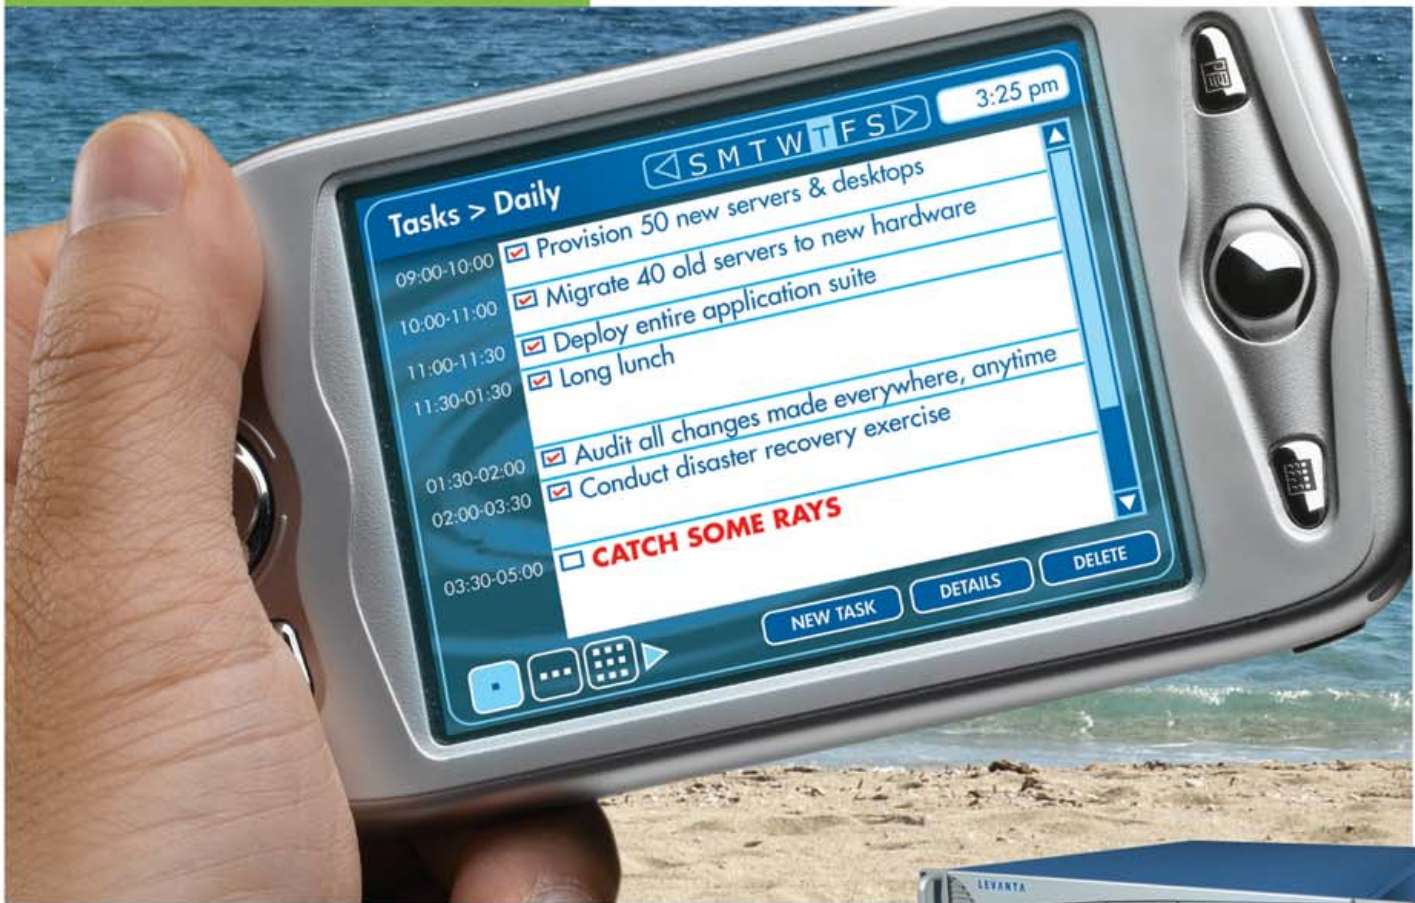 Tasks > Daily
S M T W T F S
3:25 pm
09:00-10:00 Provision 50 new servers & desktops
10:00-11:00 Migrate 40 old servers to new hardware
11:00-11:30 Deploy entire application suite
11:30-01:30 Long lunch
01:30-02:00 Audit all changes made everywhere, anytime
02:00-03:30 Conduct disaster recovery exercise
03:30-05:00 CATCH SOME RAYS
NEW TASK
DETAILS
DELETE
LEVANTA